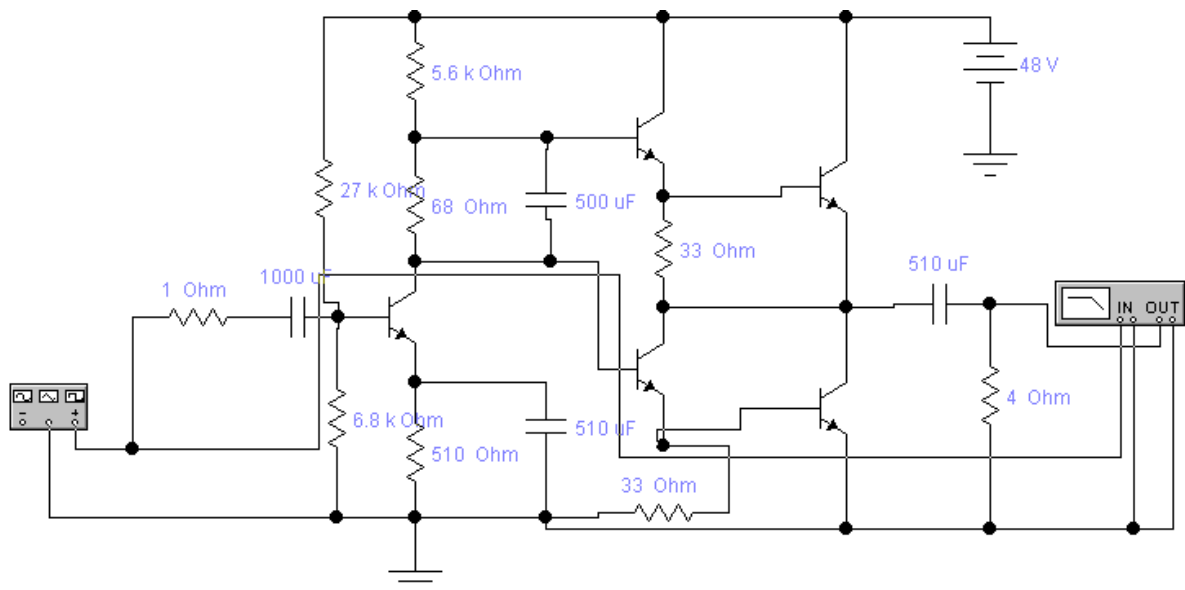 5.6 k Ohm
48 V
27 k Ohm
68 Ohm
500 uF
33 Ohm
1000 uF
1 Ohm
510 uF
IN OUT
6.8 k Ohm
510 uF
4 Ohm
510 Ohm
33 Ohm